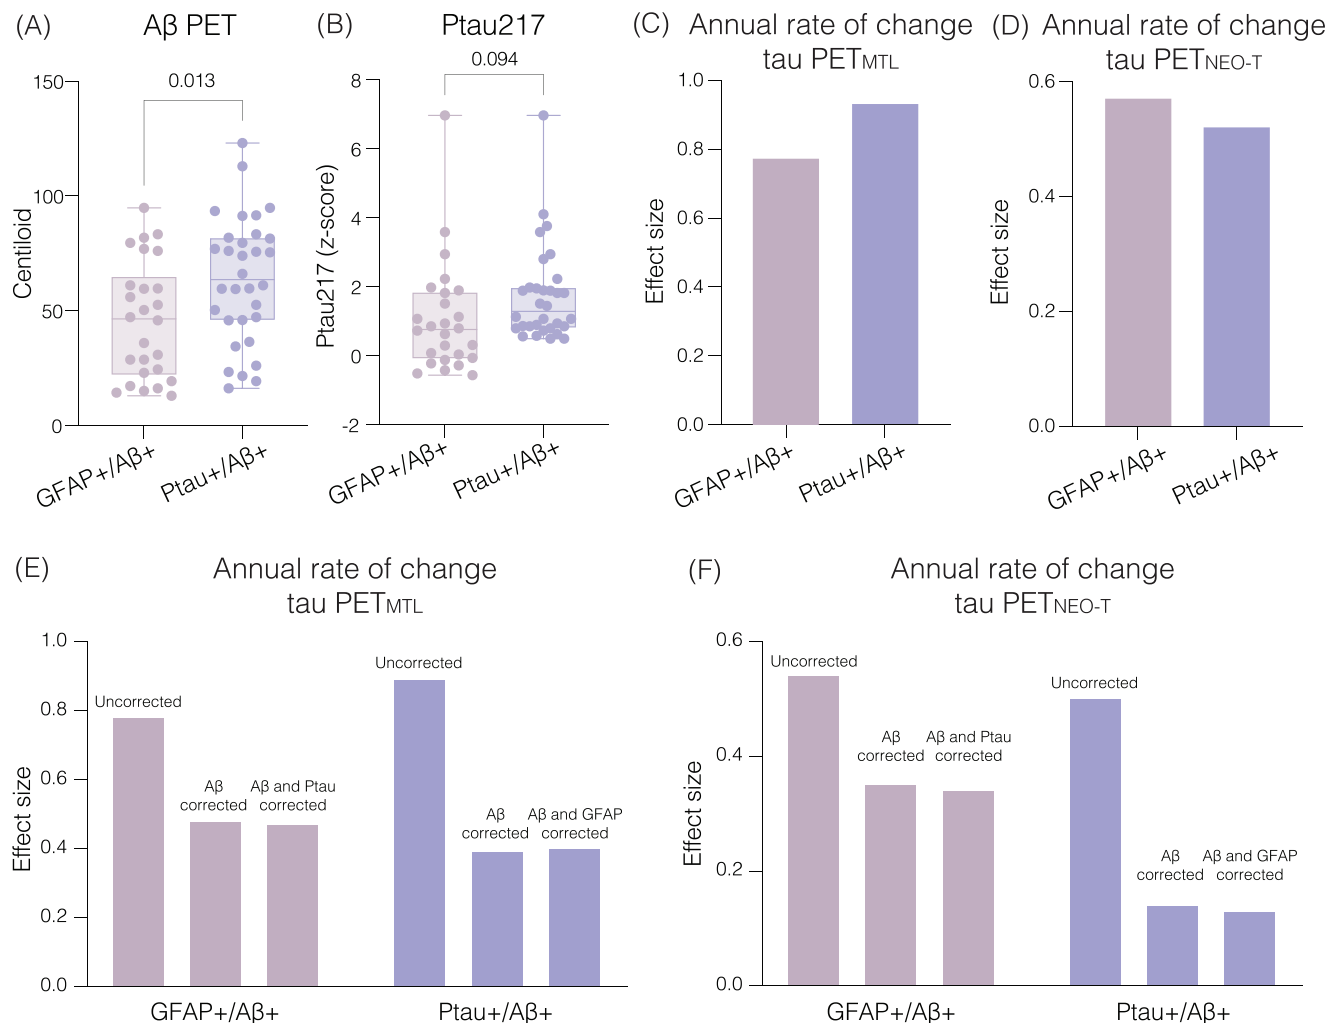 (A) Aβ PET
0.013
Centiloid
150
100
50
0
GFAP+/Aβ+
Ptau+/Aβ+
(B) Ptau217
0.094
Ptau217 (z-score)
8
6
4
2
0
-2
GFAP+/Aβ+
Ptau+/Aβ+
(C) Annual rate of change
tau PETMTL
Effect size
1.0
0.8
0.6
0.4
0.2
0.0
GFAP+/Aβ+
Ptau+/Aβ+
(D) Annual rate of change
tau PETNEO-T
Effect size
0.6
0.4
0.2
0.0
GFAP+/Aβ+
Ptau+/Aβ+
(E) Annual rate of change
tau PETMTL
Effect size
1.0
0.8
0.6
0.4
0.2
0.0
Uncorrected
Aβ
corrected
Aβ and Ptau
corrected
Uncorrected
Aβ
corrected
Aβ and GFAP
corrected
GFAP+/Aβ+
Ptau+/Aβ+
(F) Annual rate of change
tau PETNEO-T
Effect size
0.6
0.4
0.2
0.0
Uncorrected
Aβ
corrected
Aβ and Ptau
corrected
Uncorrected
Aβ
corrected
Aβ and GFAP
corrected
GFAP+/Aβ+
Ptau+/Aβ+